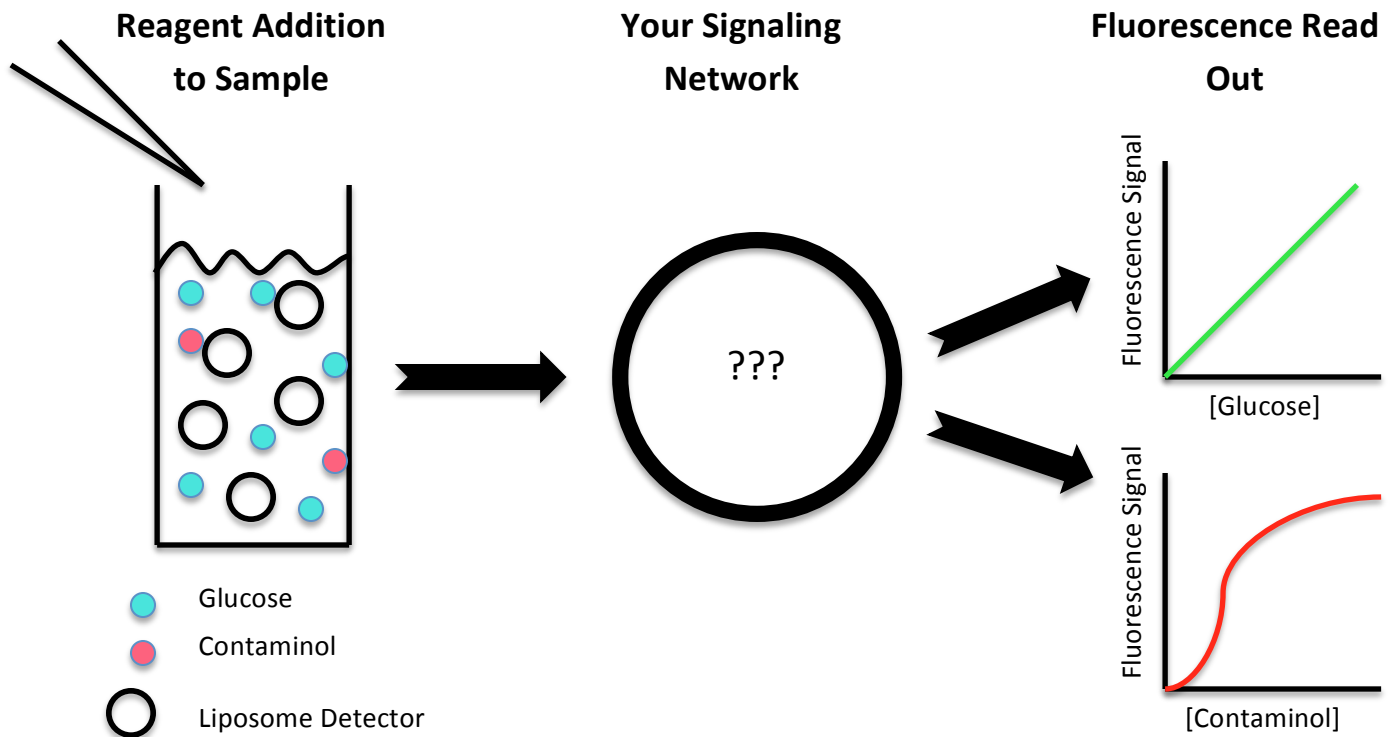 Reagent Addition
to Sample
Your Signaling
Network
Fluorescence Read
Out
???
Glucose
Contaminol
Liposome Detector
Fluorescence Signal
[Glucose]
Fluorescence Signal
[Contaminol]